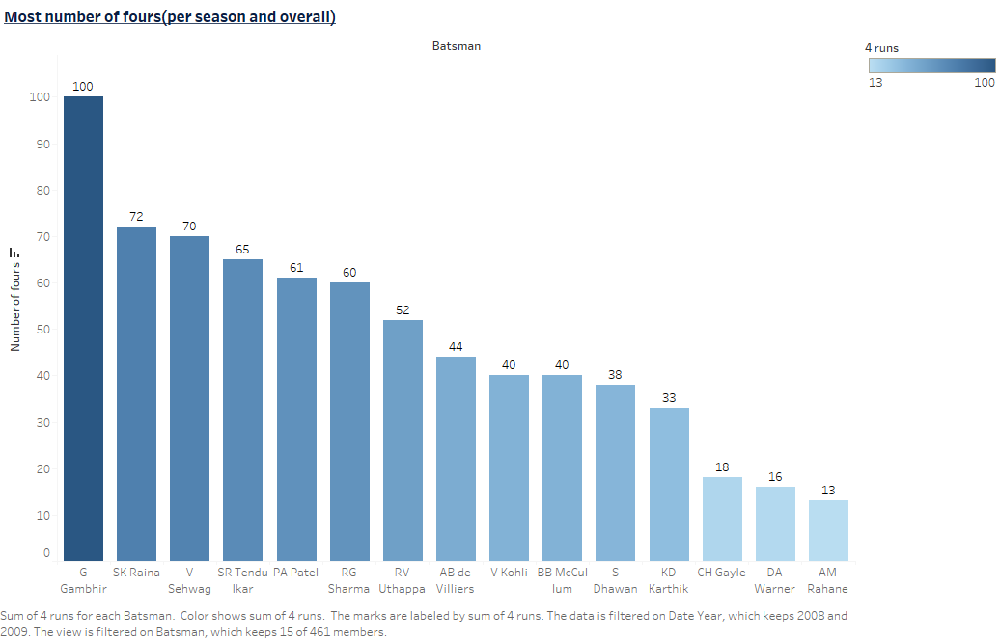 Most number of fours(per season and overall)
Batsman
4 runs
13 100
100
90
80
70
60
50
40
30
20
10
0
Number of fours
100
72
70
65
61
60
52
44
40
40
38
33
18
16
13
G
Gambhir
SK Raina
V
Sehwag
SR Tendu
lkar
PA Patel
RG
Sharma
RV
Uthappa
AB de
Villiers
V Kohli
BB McCul
lum
S
Dhawan
KD
Karthik
CH Gayle
DA
Warner
AM
Rahane
Sum of 4 runs for each Batsman.  Color shows sum of 4 runs.  The marks are labeled by sum of 4 runs. The data is filtered on Date Year, which keeps 2008 and
2009. The view is filtered on Batsman, which keeps 15 of 461 members.